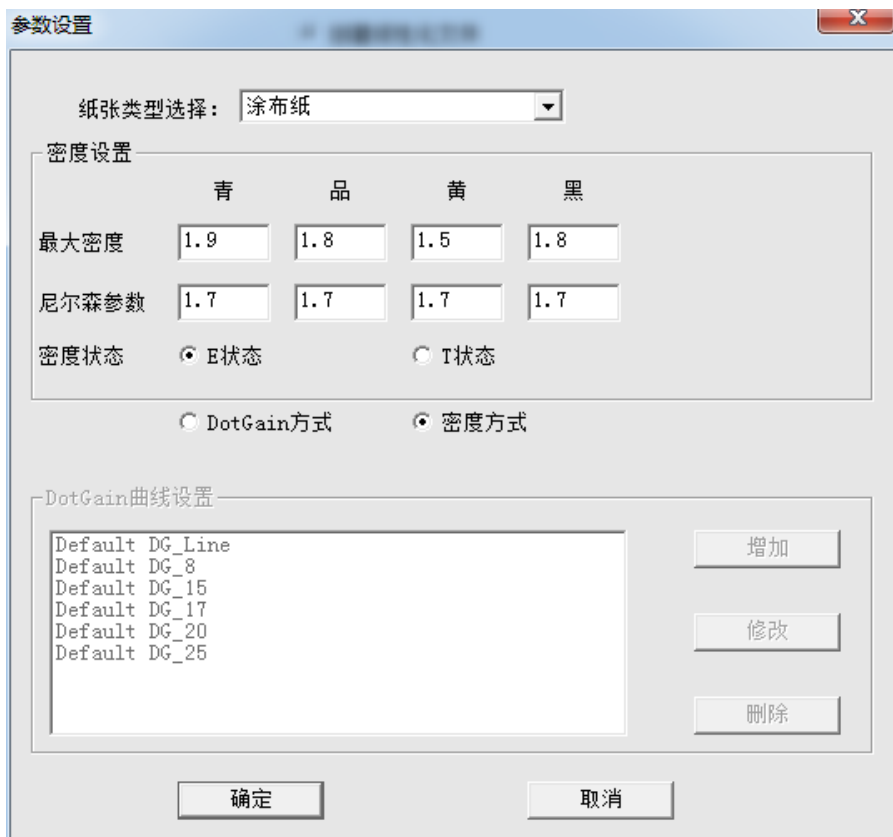 参数设置
纸张类型选择： 涂布纸
密度设置
青 品 黄 黑
最大密度 1.9 1.8 1.5 1.8
尼尔森参数 1.7 1.7 1.7 1.7
密度状态 E状态 T状态
DotGain方式 密度方式
DotGain曲线设置
Default DG_Line
增加
Default DG_8
Default DG_15
Default DG_17
Default DG_20
修改
Default DG_25
删除
确定 取消